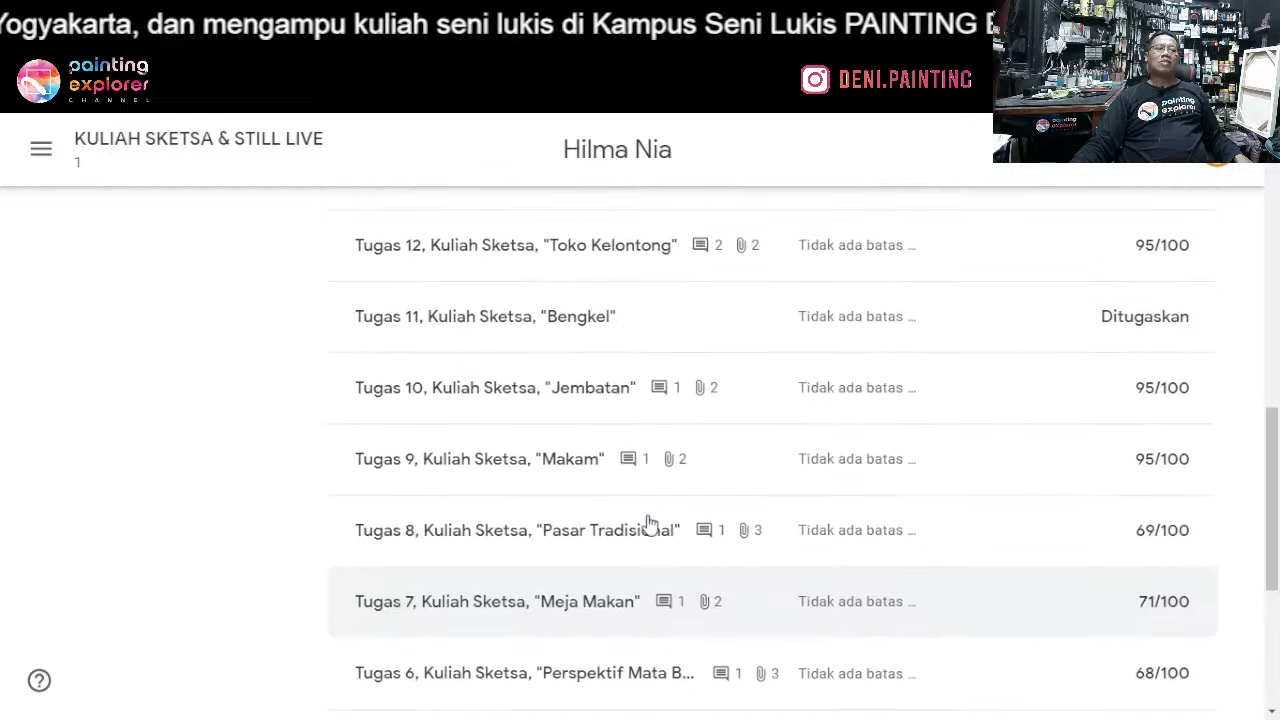 Yogyakarta, dan mengampu kuliah seni lukis di Kampus Seni Lukis PAINTING
painting
explorer
CHANNEL
DENI.PAINTING
painting
explorer
painting
explorer
KULIAH SKETSA & STILL LIVE
1
Hilma Nia
Tugas 12, Kuliah Sketsa, "Toko Kelontong" 2 2 Tidak ada batas ... 95/100
Tugas 11, Kuliah Sketsa, "Bengkel" Tidak ada batas ... Ditugaskan
Tugas 10, Kuliah Sketsa, "Jembatan" 1 2 Tidak ada batas ... 95/100
Tugas 9, Kuliah Sketsa, "Makam" 1 2 Tidak ada batas ... 95/100
Tugas 8, Kuliah Sketsa, "Pasar Tradisional" 1 3 Tidak ada batas ... 69/100
Tugas 7, Kuliah Sketsa, "Meja Makan" 1 2 Tidak ada batas ... 71/100
Tugas 6, Kuliah Sketsa, "Perspektif Mata B... 1 3 Tidak ada batas ... 68/100